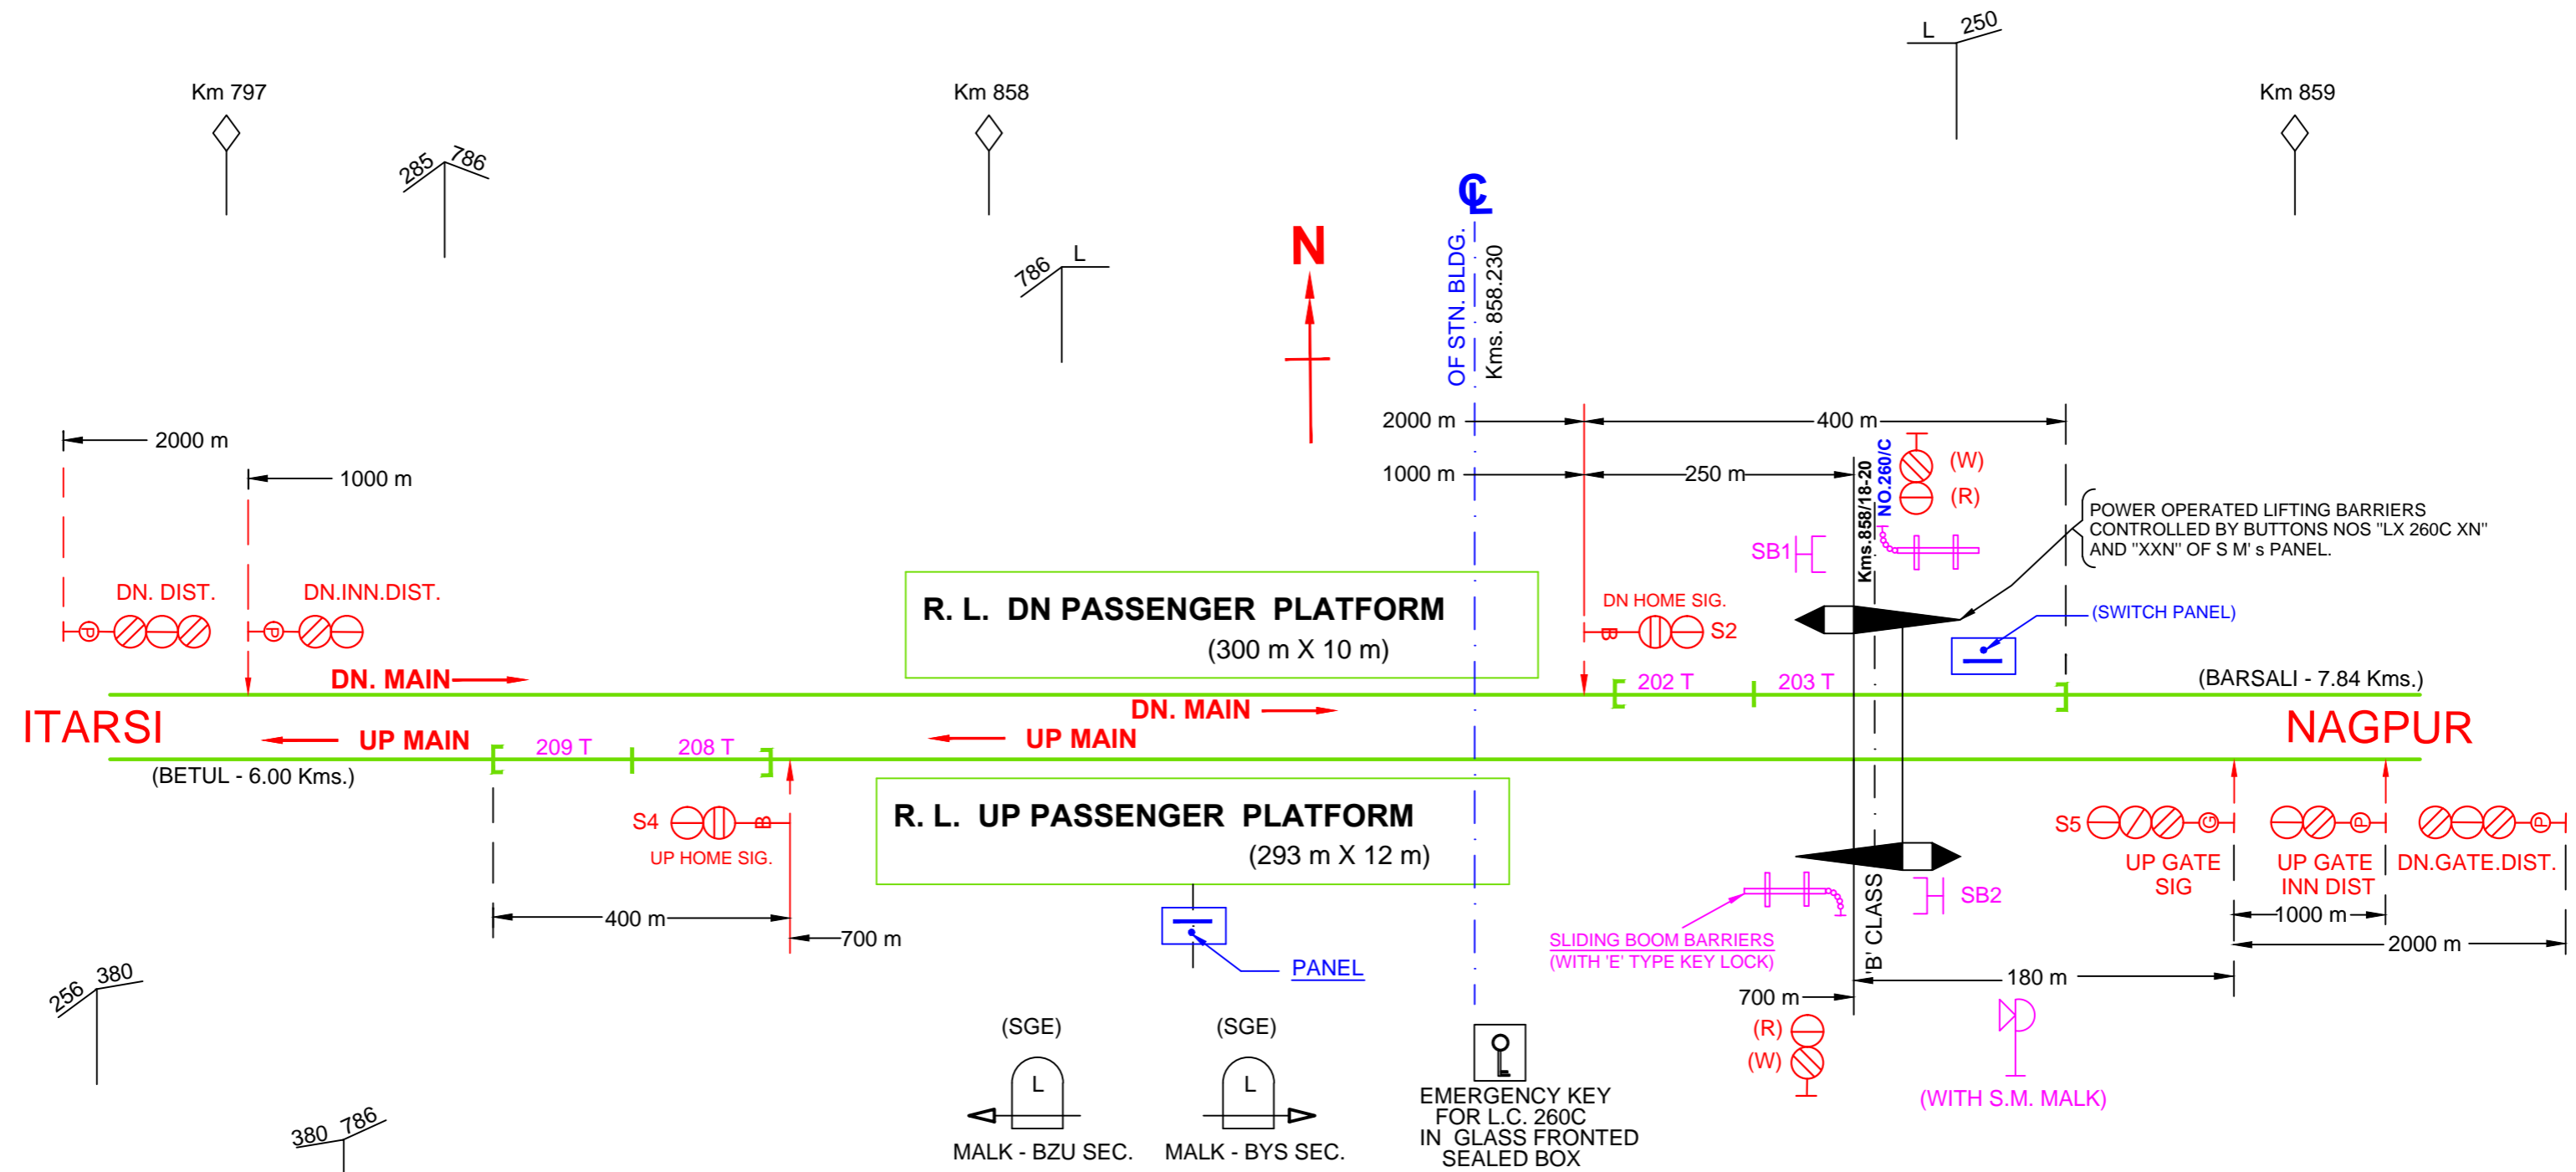 L 250
Km 797
Km 858
Km 859
285 786
786 L
N
CL
OF STN. BLDG.
Kms. 858.230
2000 m
400 m
2000 m
1000 m
1000 m
250 m
Kms.858/18-20
NO.260/C
(W)
(R)
POWER OPERATED LIFTING BARRIERS
CONTROLLED BY BUTTONS NOS "LX 260C XN"
AND "XXN" OF S M' s PANEL.
SB1
DN. DIST.
DN.INN.DIST.
P
P
R. L. DN PASSENGER PLATFORM
(300 m X 10 m)
DN HOME SIG.
B
S2
(SWITCH PANEL)
DN. MAIN
202 T
203 T
(BARSALI - 7.84 Kms.)
ITARSI
DN. MAIN
NAGPUR
UP MAIN
UP MAIN
209 T
208 T
(BETUL - 6.00 Kms.)
S4
B
UP HOME SIG.
R. L. UP PASSENGER PLATFORM
(293 m X 12 m)
S5
G
P
P
UP GATE
SIG
UP GATE
INN DIST
DN.GATE.DIST.
'B' CLASS
SB2
400 m
700 m
1000 m
2000 m
SLIDING BOOM BARRIERS
(WITH 'E' TYPE KEY LOCK)
PANEL
180 m
700 m
256 380
(SGE)
(SGE)
(R)
(W)
L
L
(WITH S.M. MALK)
EMERGENCY KEY
FOR L.C. 260C
IN GLASS FRONTED
SEALED BOX
380 786
MALK - BZU SEC.
MALK - BYS SEC.